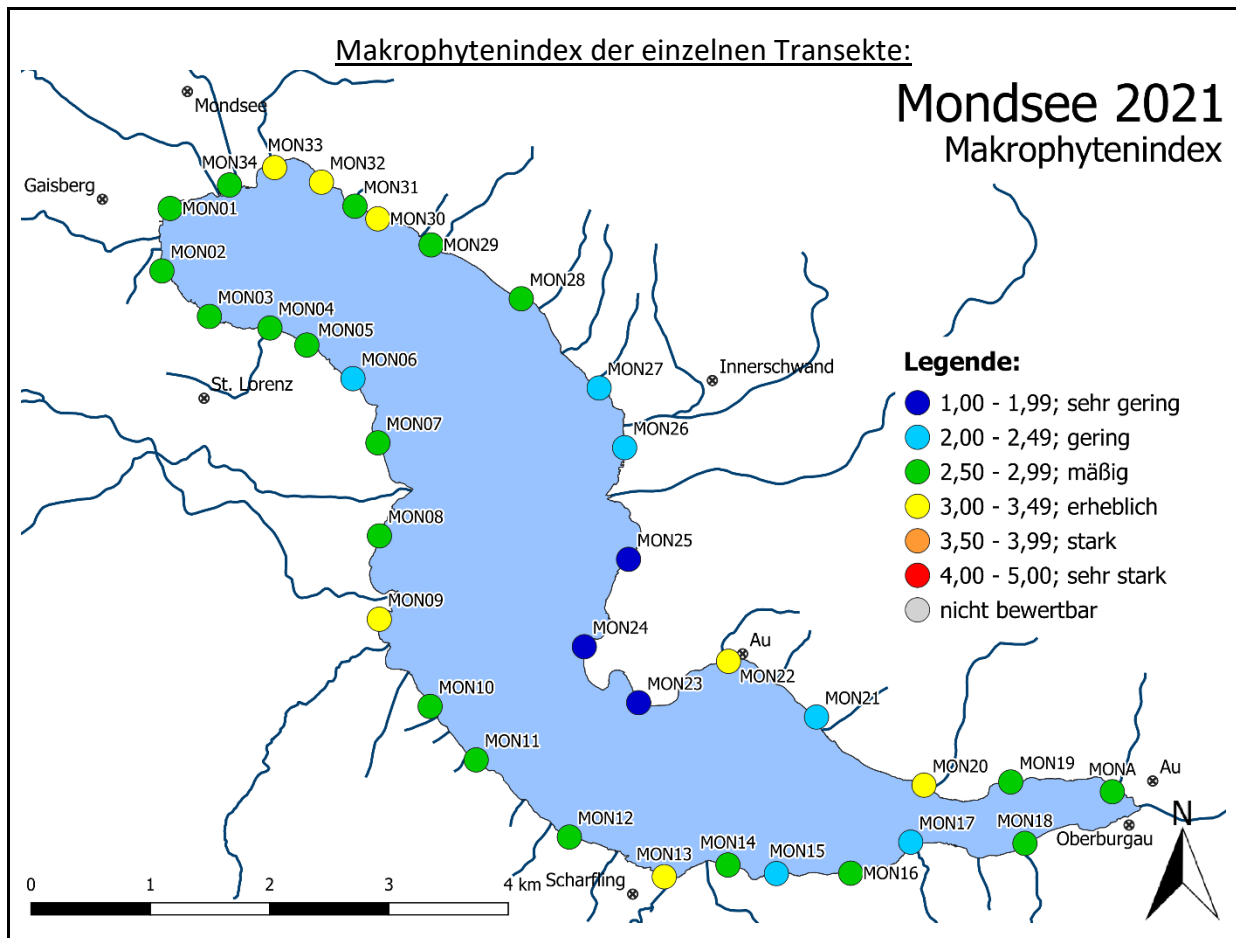 Makrophytenindex der einzelnen Transekte:
Mondsee 2021
Makrophytenindex
Mondsee
MON33
MON32
MON34
Gaisberg
MON31
MON01
MON30
MON29
MON02
MON28
MON03
MON04
MON05
MON06
St. Lorenz
MON27
Innerschwand
MON07
MON26
Legende:
1,00 - 1,99; sehr gering
2,00 - 2,49; gering
2,50 - 2,99; mäßig
3,00 - 3,49; erheblich
3,50 - 3,99; stark
4,00 - 5,00; sehr stark
nicht bewertbar
MON08
MON25
MON09
MON24
Au
MON22
MON23
MON10
MON21
MON11
MON20
MON19
MONA
Au
MON12
MON17
MON18
Oberburgau
N
MON13
MON14
MON15
MON16
Scharfling
0 1 2 3 4 km